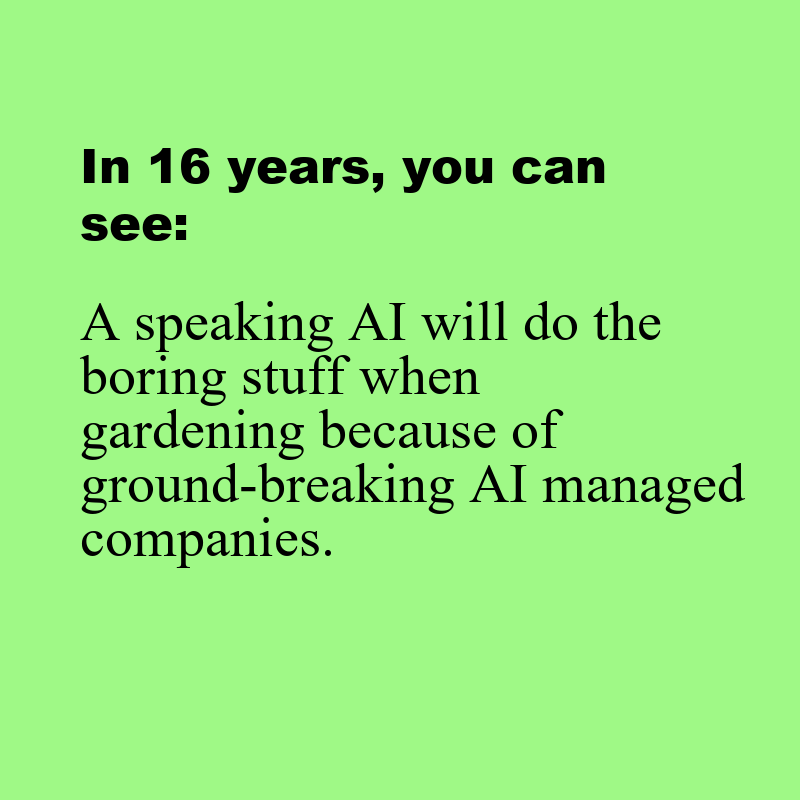 In 16 years, you can
see:
A speaking AI will do the
boring stuff when
gardening because of
ground-breaking AI managed
companies.